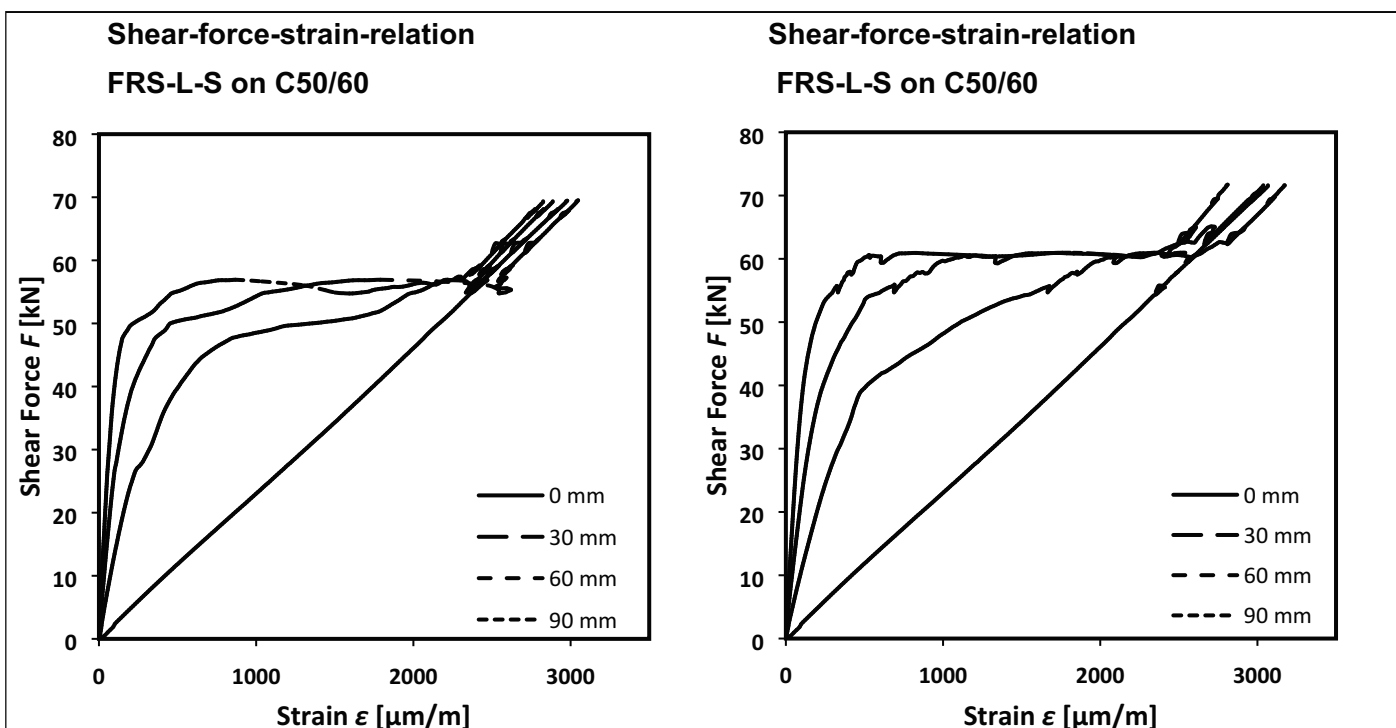 Shear-force-strain-relation
FRS-L-S on C50/60
80
70
60
50
40
30
20
10
0
Shear Force F [kN]
0 mm
30 mm
60 mm
90 mm
0 1000 2000 3000
Strain ε [µm/m]
Shear-force-strain-relation
FRS-L-S on C50/60
80
70
60
50
40
30
20
10
0
Shear Force F [kN]
0 mm
30 mm
60 mm
90 mm
0 1000 2000 3000
Strain ε [µm/m]